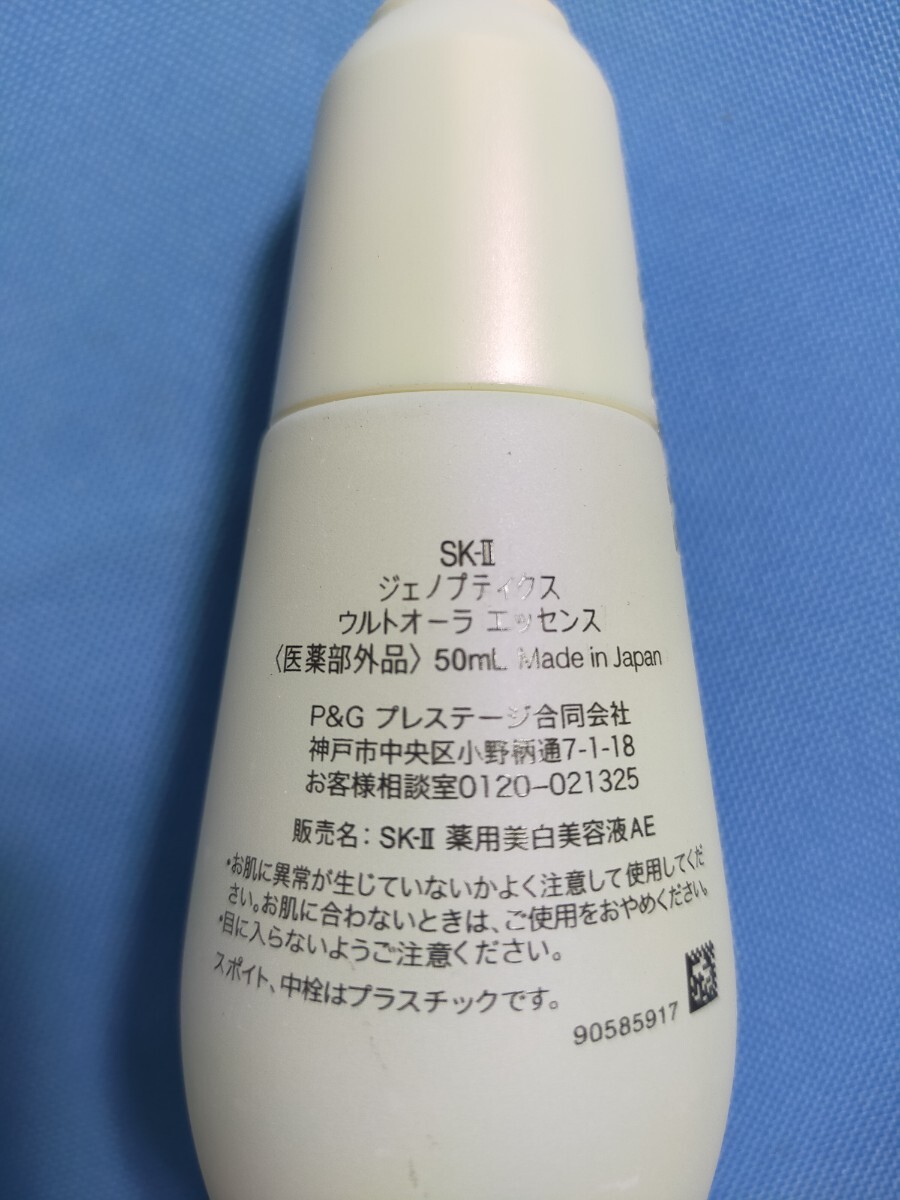 SK-Ⅱ
ジェノプティクス
ウルトオーラ エッセンス
〈医薬部外品〉50mL Made in Japan
P&G プレステージ合同会社
神戸市中央区小野柄通7-1-18
お客様相談室0120-021325
販売名：SK-Ⅱ 薬用美白美容液AE
・お肌に異常が生じていないかよく注意して使用してくだ
さい。お肌に合わないときは、ご使用をおやめください。
・目に入らないようご注意ください。
スポイト、中栓はプラスチックです。
90585917